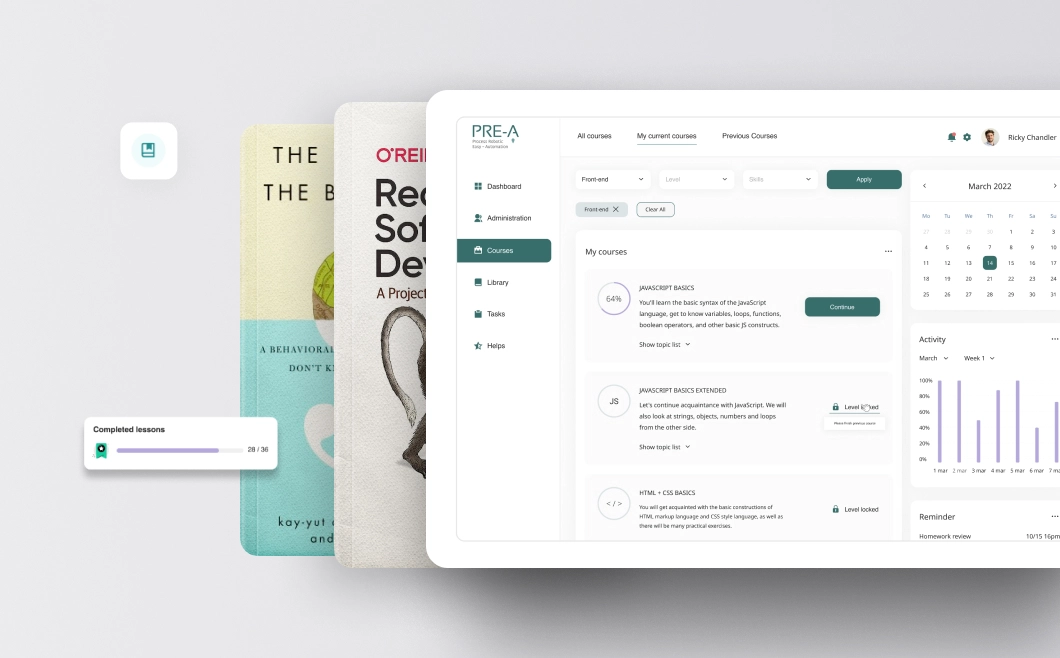 THE
THE B
A BEHAVIORAL
DON'T K
kay-yut
and
O'REI
Rea
Sof
Dev
A Project
Completed lessons
28 / 36
PRE-A
Process Robotic
Easy - Automation
Dashboard
Administration
Courses
Library
Tasks
Helps
All courses
My current courses
Previous Courses
Ricky Chandler
Front-end
Level
Skills
Apply
Front-end
Clear All
My courses
64%
JAVASCRIPT BASICS
You'll learn the basic syntax of the JavaScript
language, get to know variables, loops, functions,
boolean operators, and other basic JS constructs.
Show topic list
Continue
JS
JAVASCRIPT BASICS EXTENDED
Let's continue acquaintance with JavaScript. We will
also look at strings, objects, numbers and loops
from the other side.
Show topic list
Level locked
Please finish previous course
</>
HTML + CSS BASICS
You will get acquainted with the basic constructions of
HTML markup language and CSS style language, as well as
there will be many practical exercises.
Level locked
March 2022
Mo Tu We Th Fr Sa Su
27 28 29 30 1 2 3
4 5 6 7 8 9 10
11 12 13 14 15 16 17
18 19 20 21 22 23 24
25 26 27 28 29 30 31
Activity
March Week 1
100%
80%
60%
40%
20%
0%
1 mar 2 mar 3 mar 4 mar 5 mar 6 mar 7 ma
Reminder
Homework review 10/15 16pm